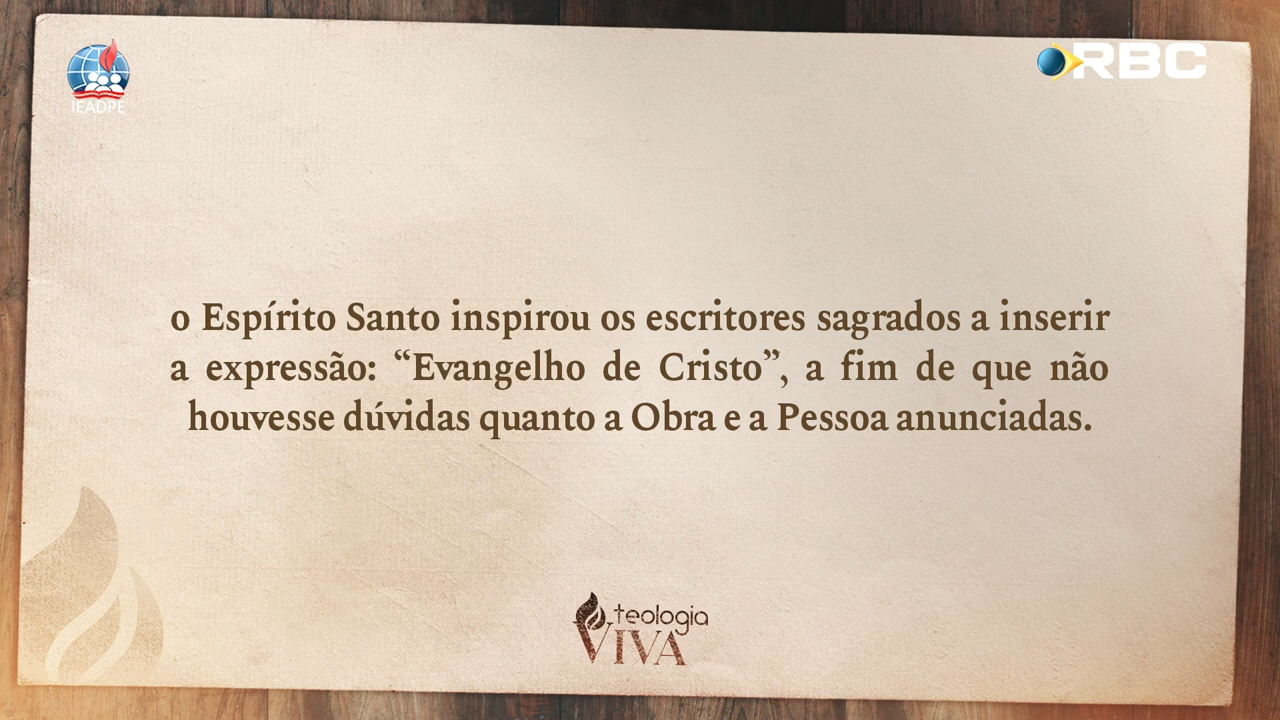 IEADPE
RBC
o Espírito Santo inspirou os escritores sagrados a inserir
a expressão: “Evangelho de Cristo”, a fim de que não
houvesse dúvidas quanto a Obra e a Pessoa anunciadas.
teologia
VIVA